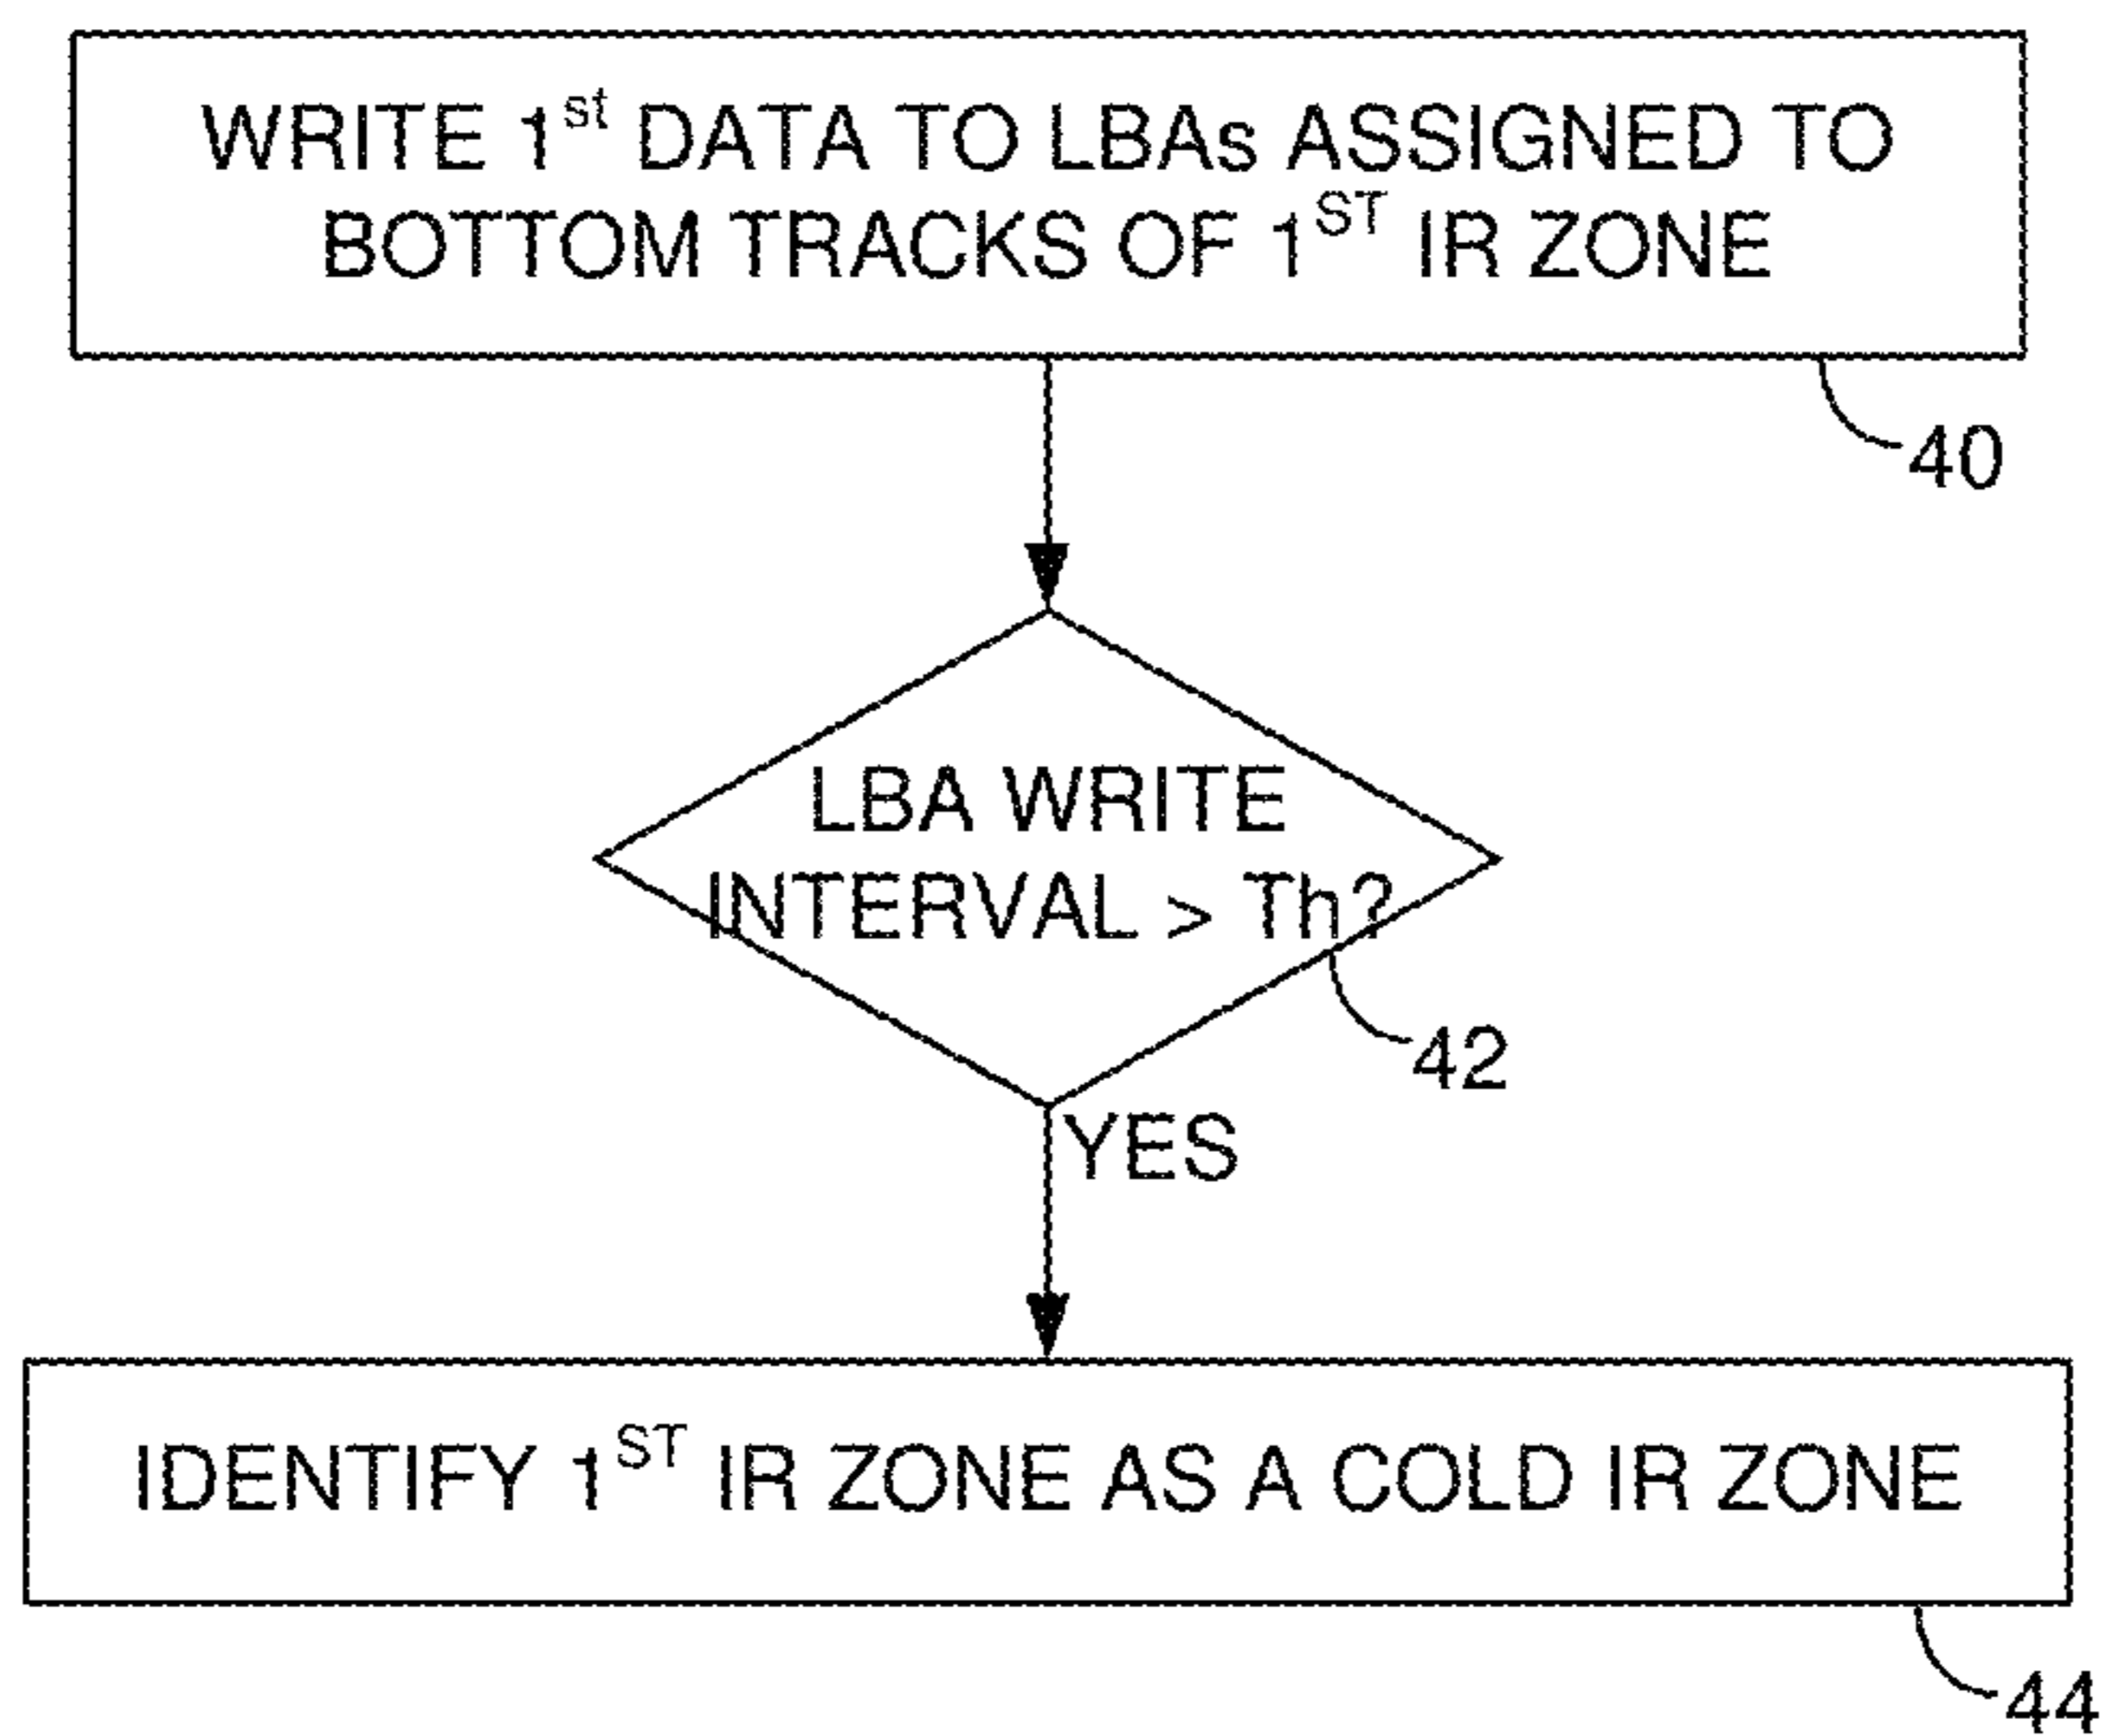 WRITE 1st DATA TO LBAs ASSIGNED TO
BOTTOM TRACKS OF 1ST IR ZONE
40
LBA WRITE
INTERVAL > Th?
42
YES
IDENTIFY 1ST IR ZONE AS A COLD IR ZONE
44